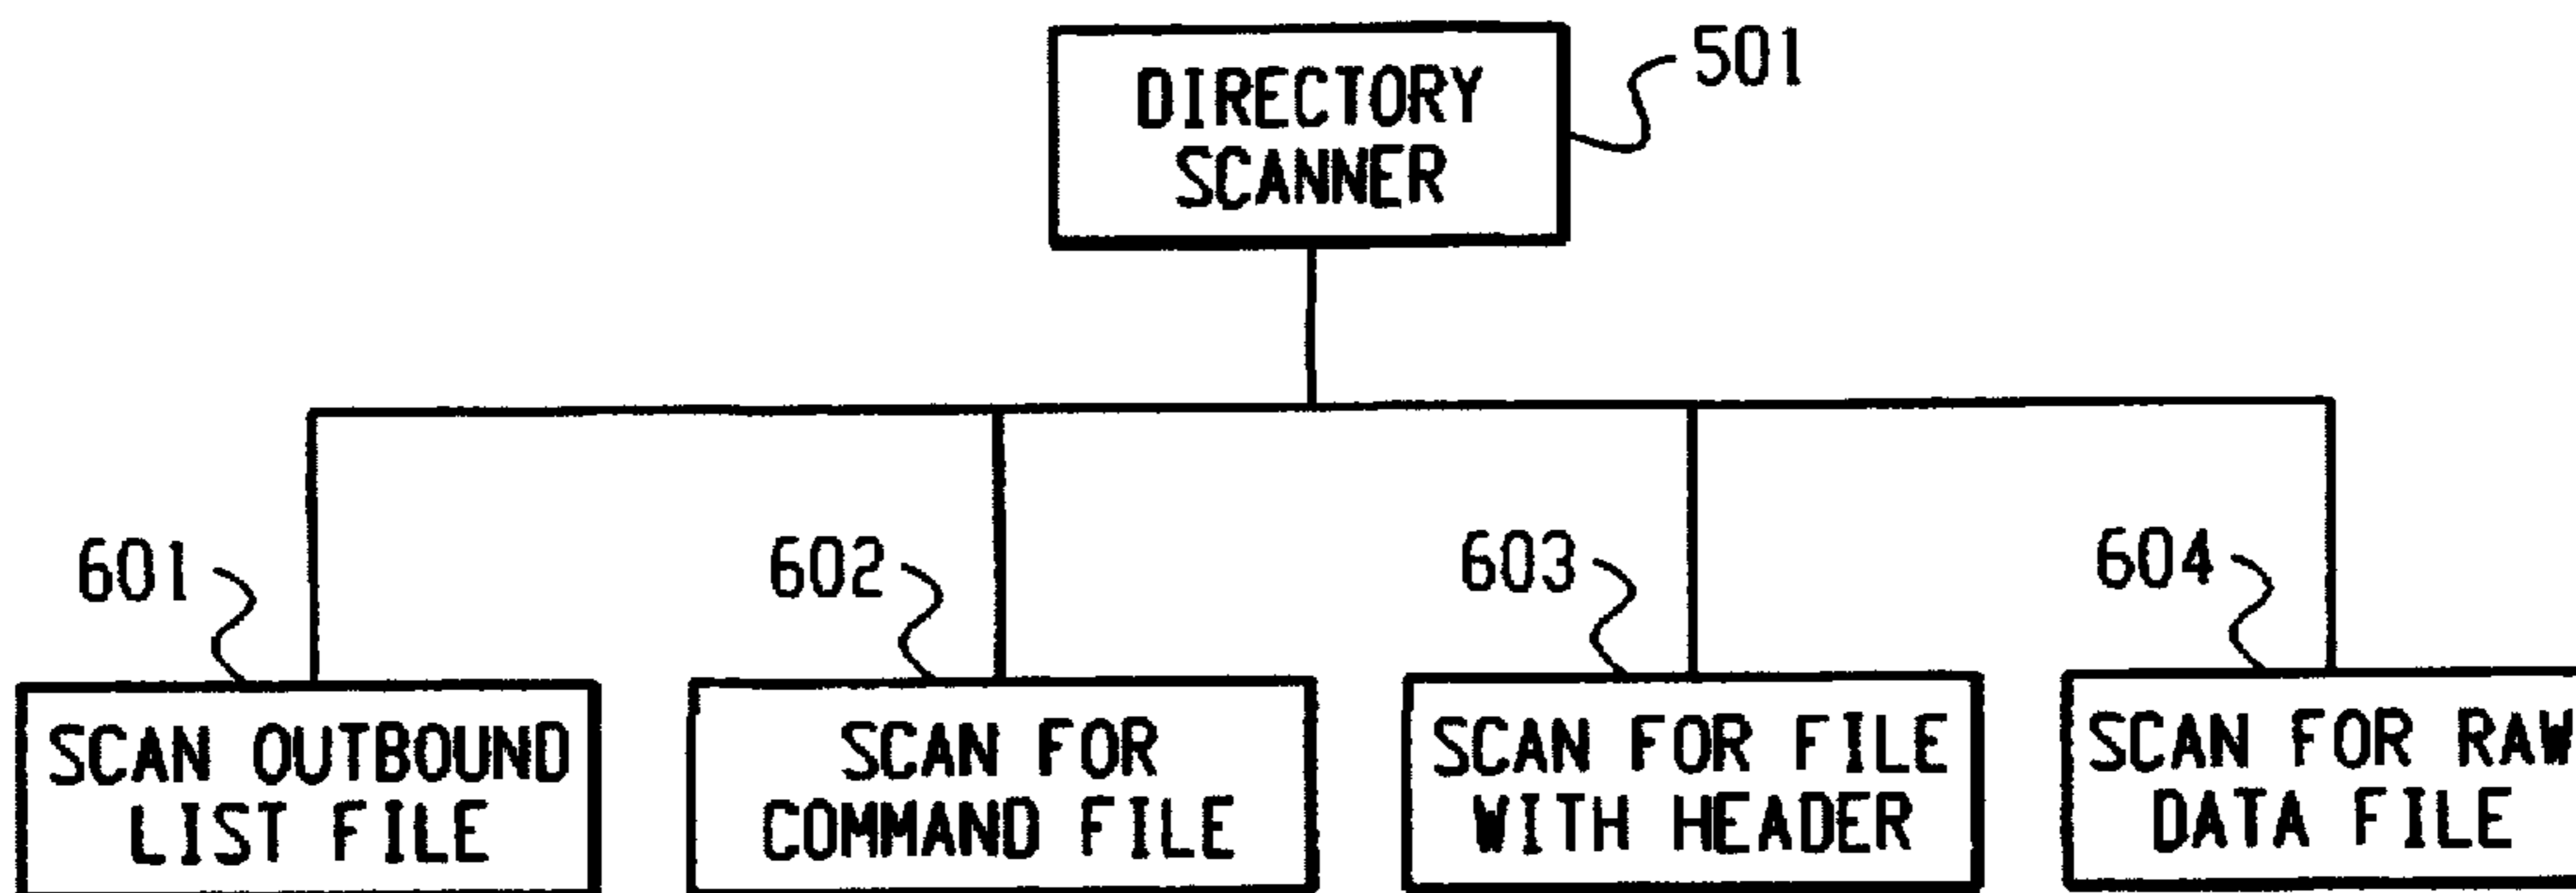 DIRECTORY
SCANNER
501
601
602
603
604
SCAN OUTBOUND
LIST FILE
SCAN FOR
COMMAND FILE
SCAN FOR FILE
WITH HEADER
SCAN FOR RAW
DATA FILE